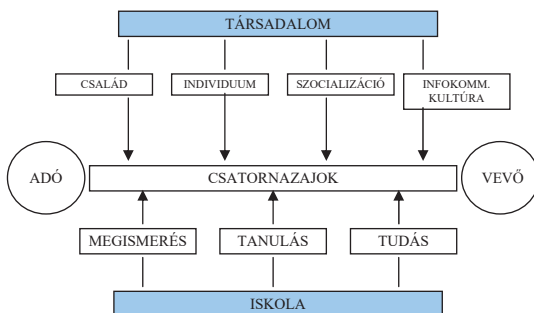 TÁRSADALOM
CSALÁD
INDIVIDUUM
SZOCIALIZÁCIÓ
INFOKOMM.
KULTÚRA
ADÓ
CSATORNAZAJOK
VEVŐ
MEGISMERÉS
TANULÁS
TUDÁS
ISKOLA